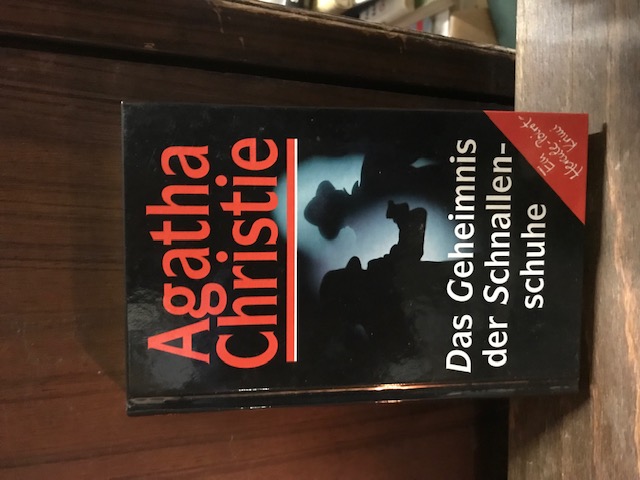 Agatha
Christie
Das Geheimnis
der Schnallen-
schuhe
Ein
Hercule-Poirot-
Krimi